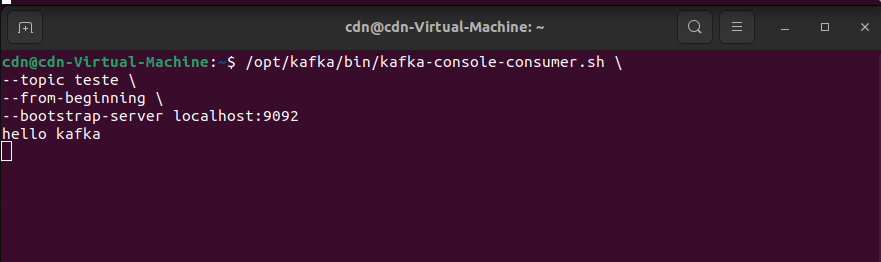 cdn@cdn-Virtual-Machine: ~
cdn@cdn-Virtual-Machine:~$ /opt/kafka/bin/kafka-console-consumer.sh \
--topic teste \
--from-beginning \
--bootstrap-server localhost:9092
hello kafka